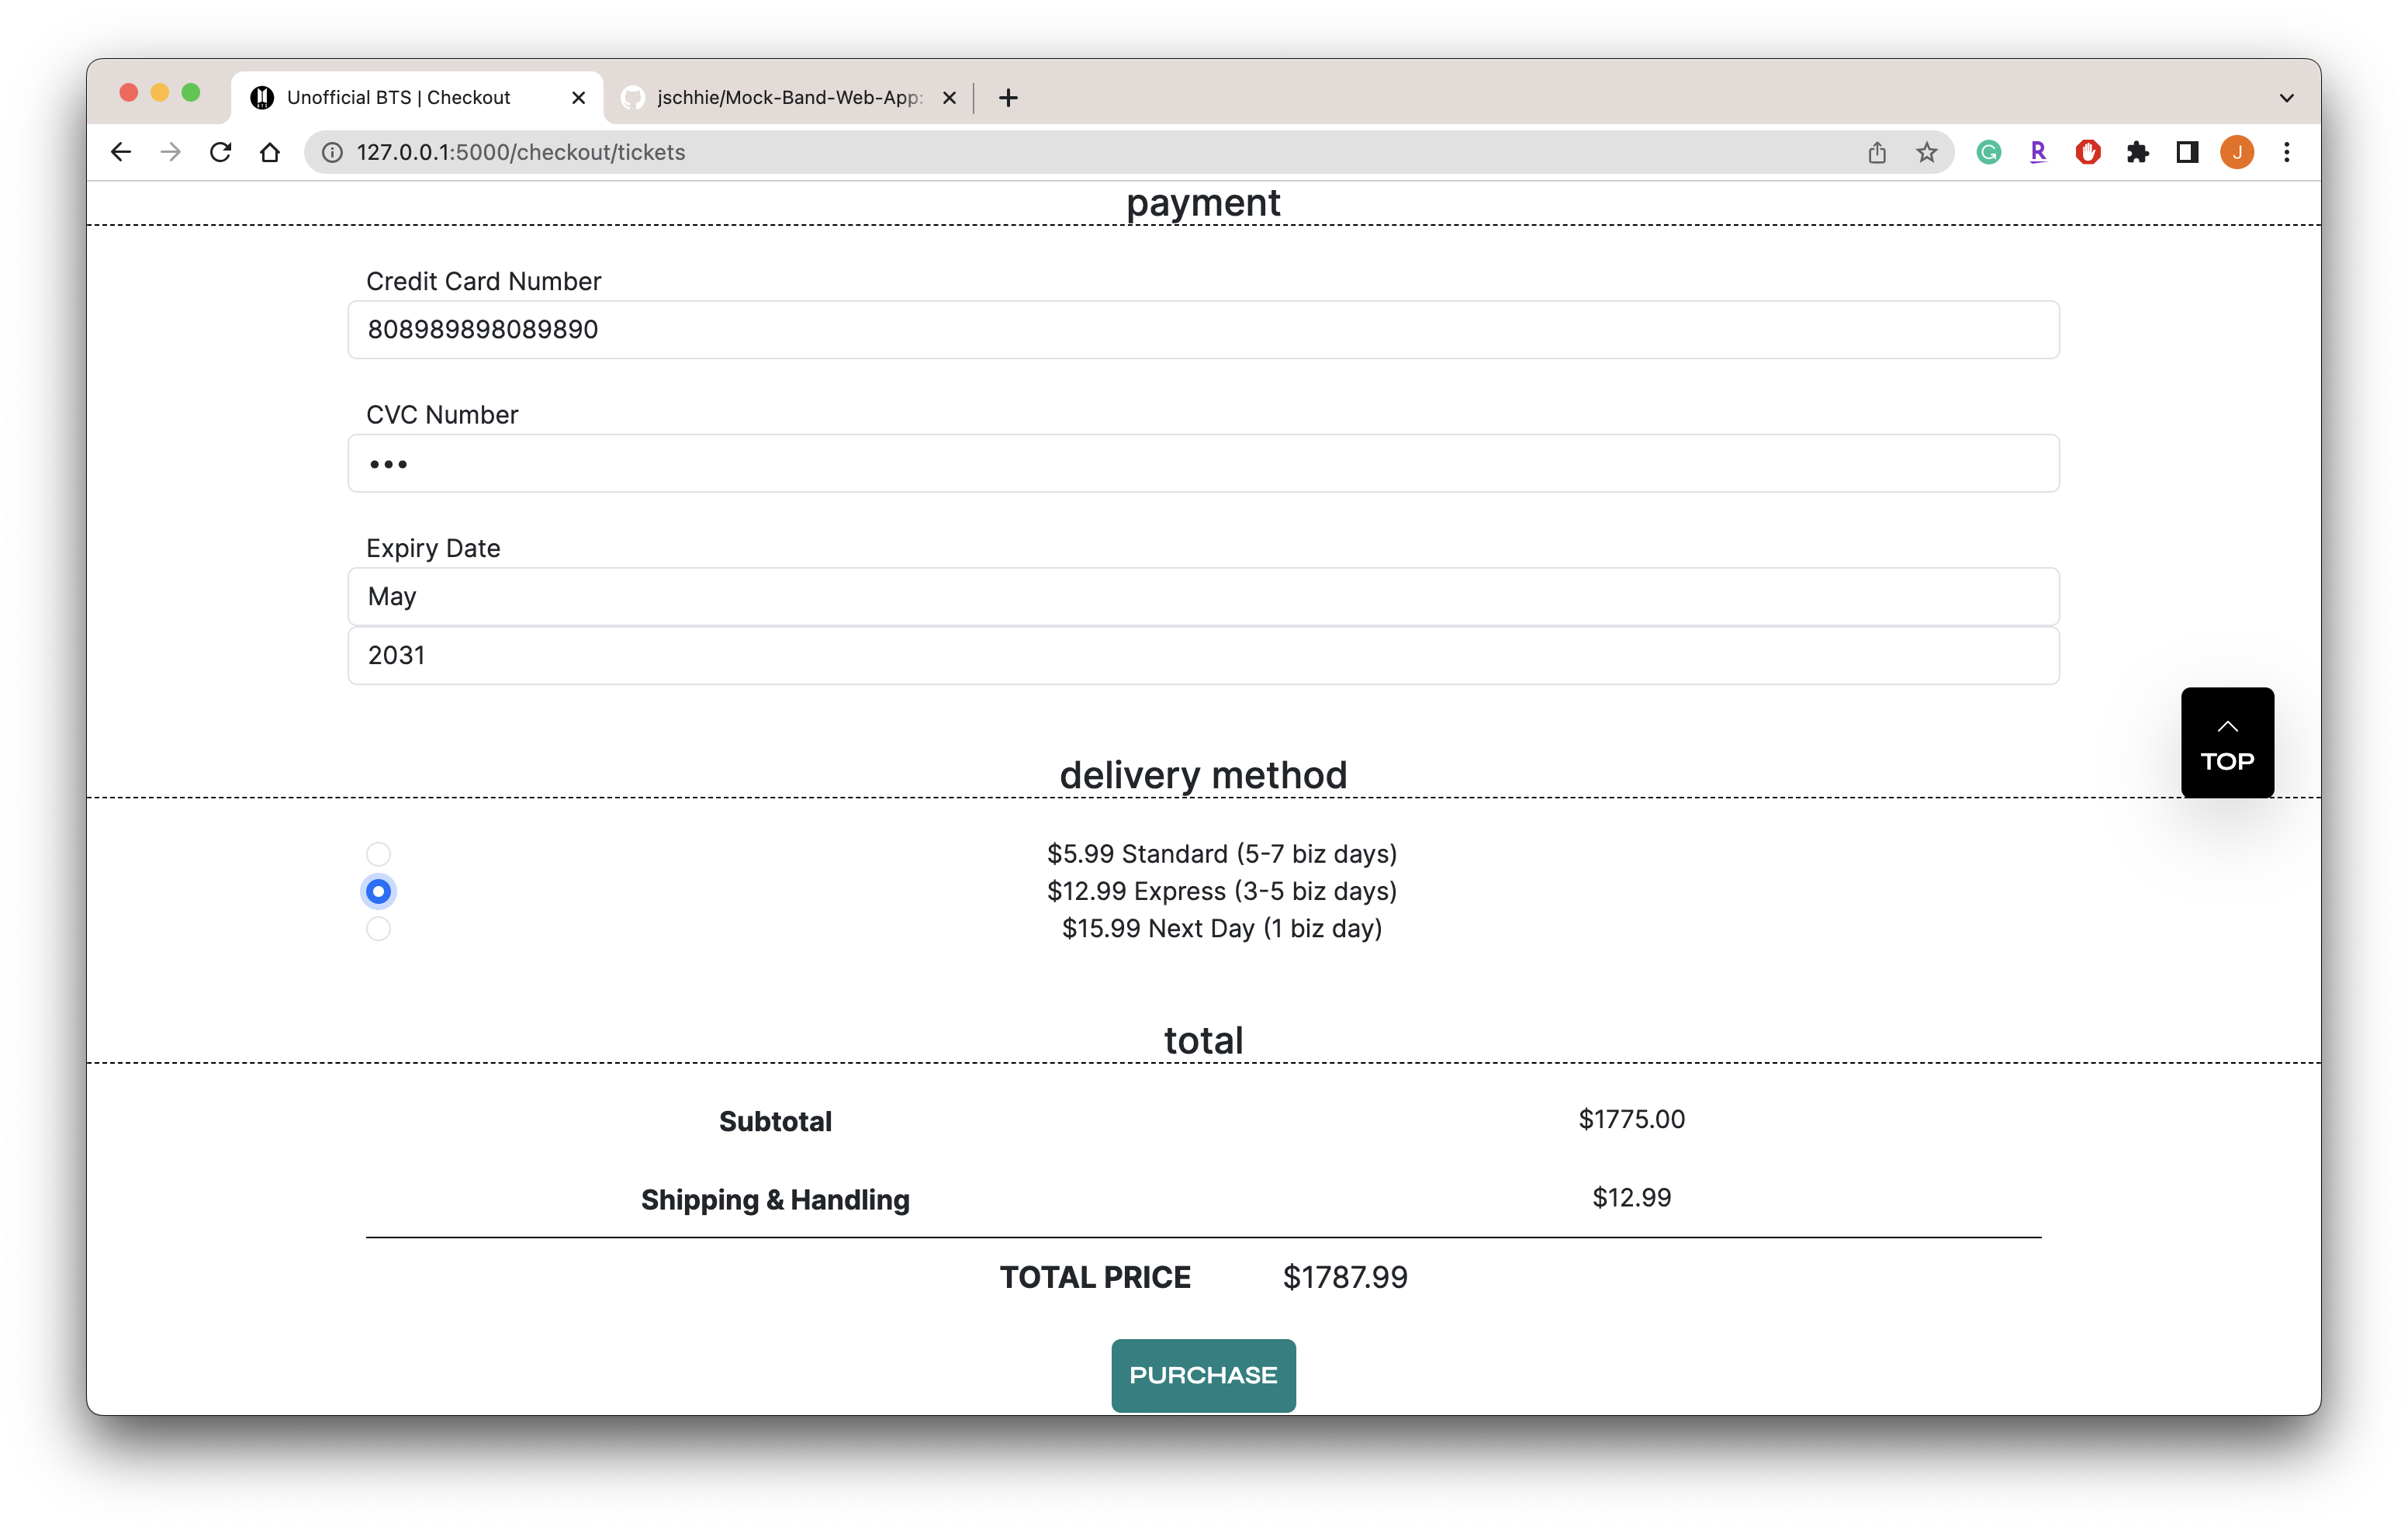 Unofficial BTS | Checkout
jschhie/Mock-Band-Web-App:
127.0.0.1:5000/checkout/tickets
R
J
payment
Credit Card Number
808989898089890
CVC Number
•••
Expiry Date
May
2031
TOP
delivery method
$5.99 Standard (5-7 biz days)
$12.99 Express (3-5 biz days)
$15.99 Next Day (1 biz day)
total
Subtotal $1775.00
Shipping & Handling $12.99
TOTAL PRICE $1787.99
PURCHASE